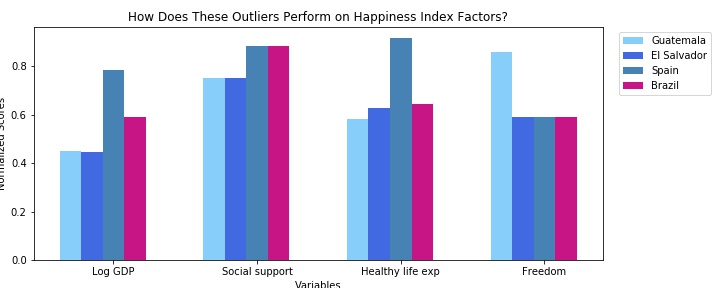 How Does These Outliers Perform on Happiness Index Factors?
Guatemala
El Salvador
Spain
Brazil
Normalized Scores
0.8
0.6
0.4
0.2
0.0
Log GDP
Social support
Healthy life exp
Freedom
Variables